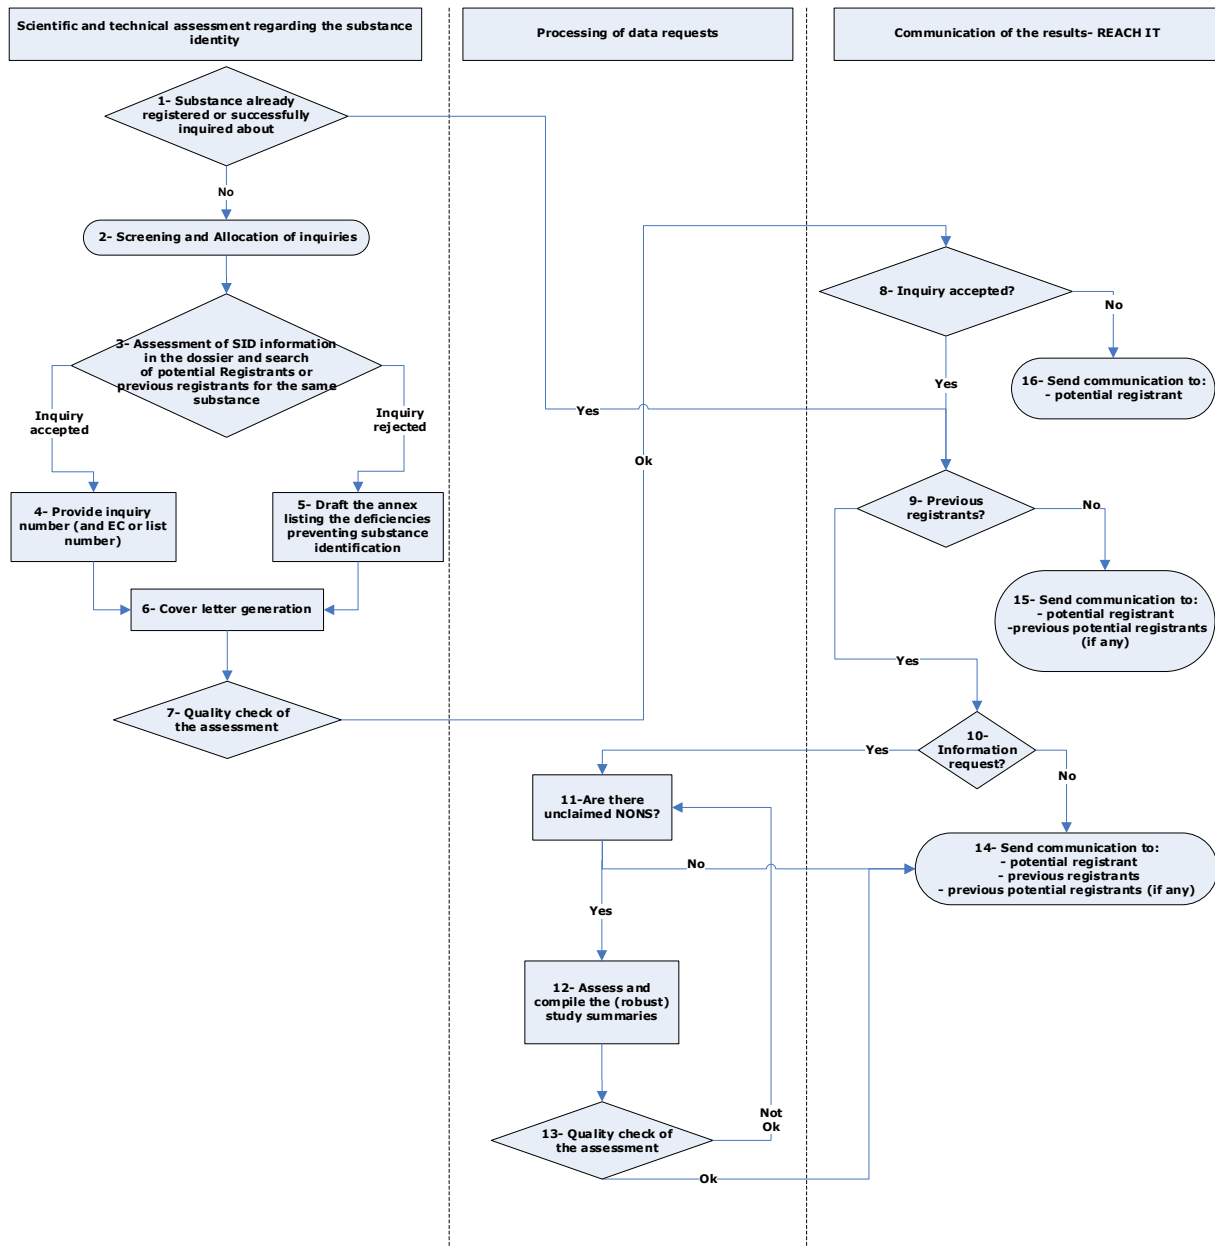 Scientific and technical assessment regarding the substance
identity
Processing of data requests
Communication of the results- REACH IT
1- Substance already
registered or successfully
inquired about
No
2- Screening and Allocation of inquiries
3- Assessment of SID information
in the dossier and search
of potential Registrants or
previous registrants for the same
substance
Inquiry
accepted
Inquiry
rejected
4- Provide inquiry
number (and EC or list
number)
5- Draft the annex
listing the deficiencies
preventing substance
identification
6- Cover letter generation
7- Quality check of
the assessment
Yes
Ok
8- Inquiry accepted?
No
Yes
16- Send communication to:
- potential registrant
9- Previous
registrants?
No
15- Send communication to:
- potential registrant
-previous potential registrants
(if any)
Yes
10-
Information
request?
Yes
No
11-Are there
unclaimed NONS?
No
Yes
14- Send communication to:
- potential registrant
- previous registrants
- previous potential registrants (if any)
12- Assess and
compile the (robust)
study summaries
13- Quality check of
the assessment
Not
Ok
Ok